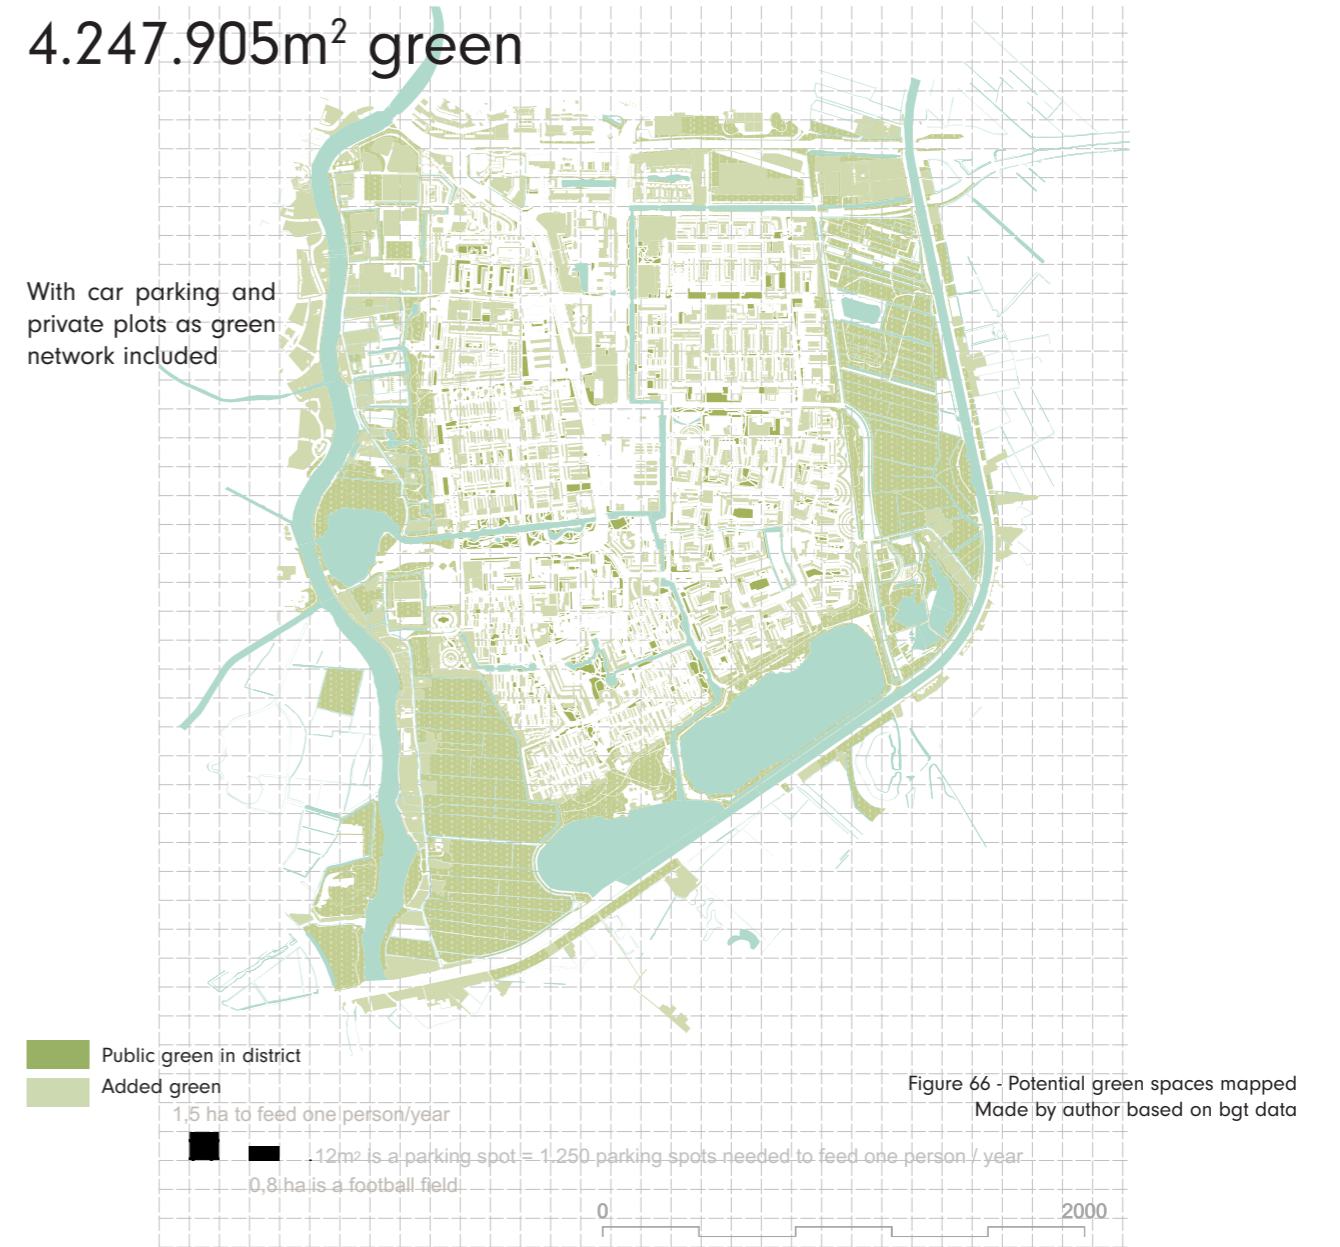 4.247.905m² green
With car parking and
private plots as green
network included
Public green in district
Added green
1,5 ha to feed one person/year
12m² is a parking spot = 1.250 parking spots needed to feed one person / year
0,8 ha is a football field
Figure 66 - Potential green spaces mapped
Made by author based on bgt data
0 2000